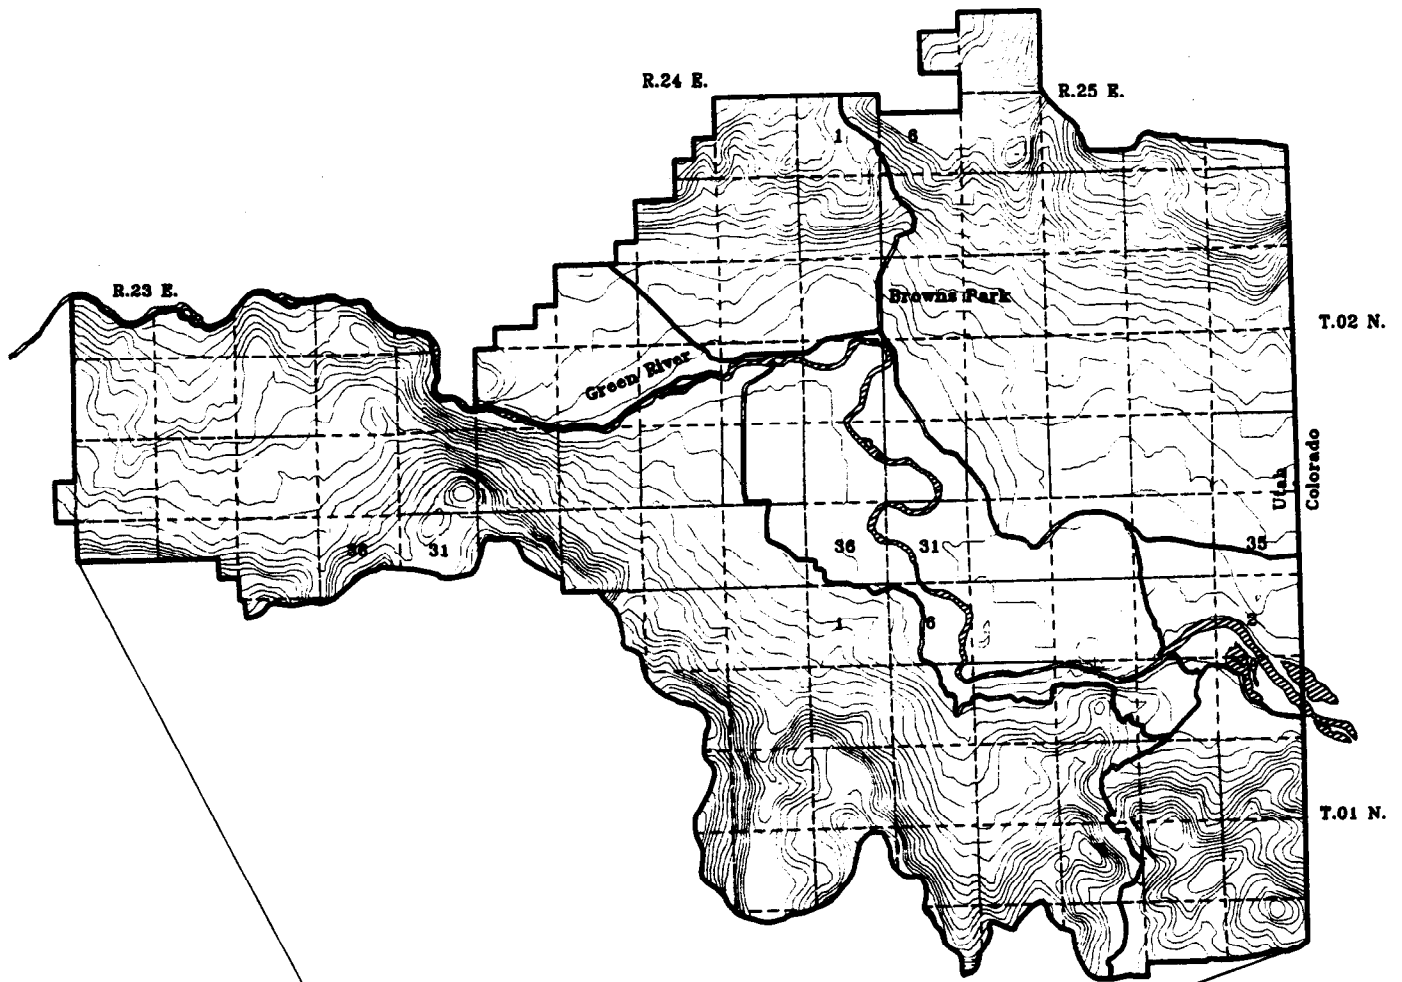 R.24 E.
R.25 E.
1
6
R.23 E.
Browns Park
T.02 N.
Green River
Utah
Colorado
36
31
36
31
35
1
6
2
T.01 N.